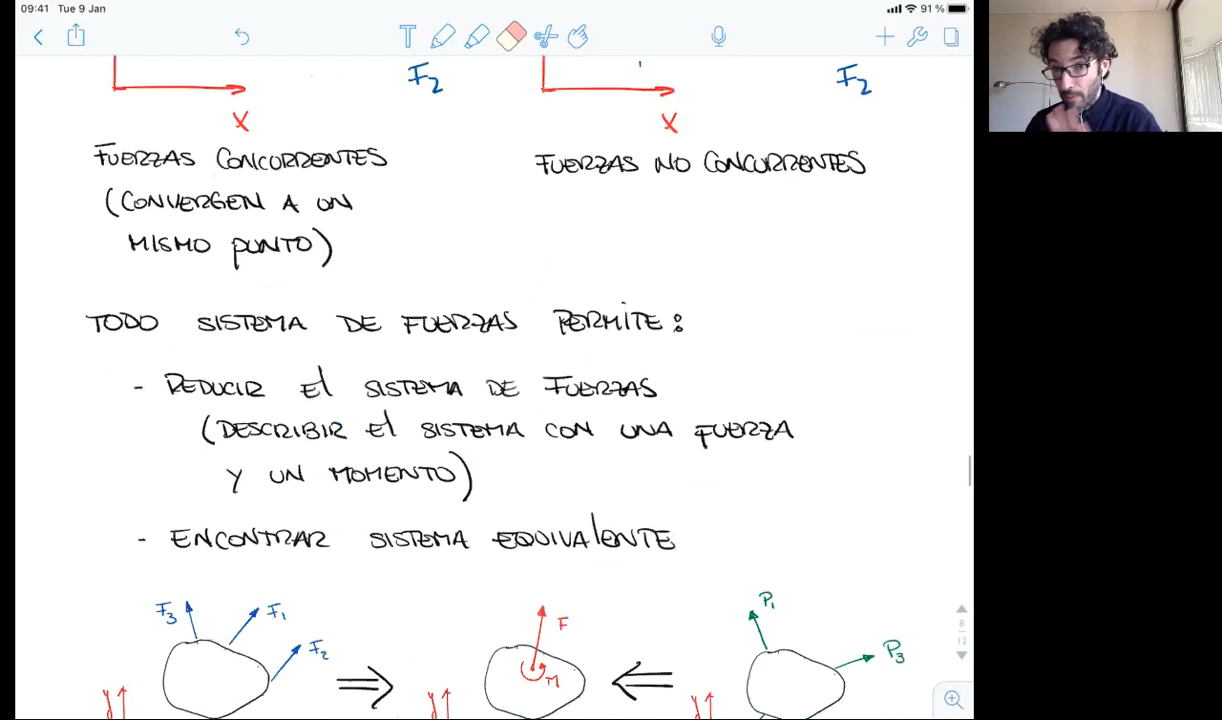 09:41 Tue 9 Jan 91 %
F2 F2
X X
FUERZAS CONCURRENTES
(CONVERGEN A UN
MISMO PUNTO)
FUERZAS NO CONCURRENTES
TODO SISTEMA DE FUERZAS PERMITE:
- REDUCIR El SISTEMA DE FUERZAS
(DESCRIBIR El SISTEMA CON UNA FUERZA
Y UN MOMENTO)
- ENCONTRAR SISTEMA EQUIVAlENTE
F3 F1 F2
F M
P1 P3
y y y
8
12